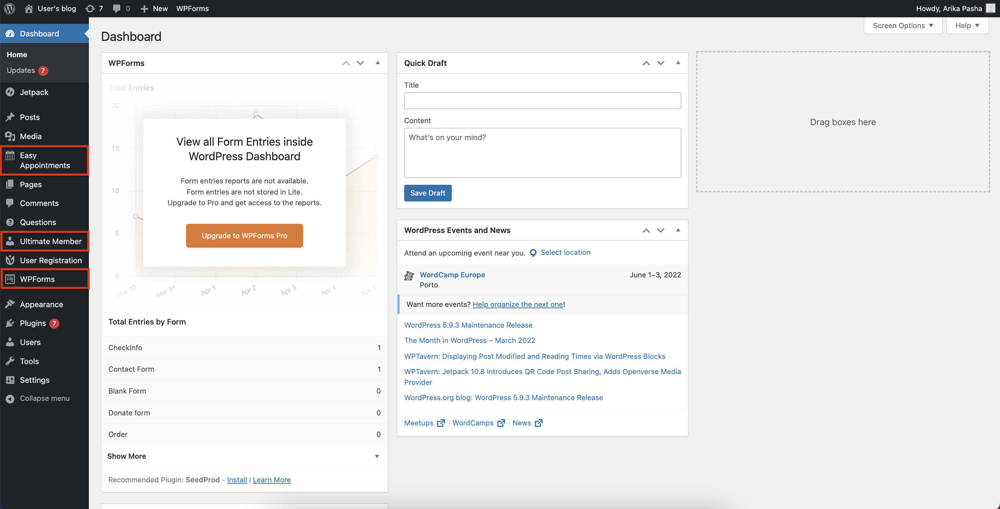 User's blog 7 0 New WPForms Howdy, Arika Pasha
Screen Options Help
Dashboard
Home
Updates 7
Jetpack
Posts
Media
Easy
Appointments
Pages
Comments
Questions
Ultimate Member
User Registration
WPForms
Appearance
Plugins 7
Users
Tools
Settings
Collapse menu
Dashboard
WPForms
Total Entries
20
15
10
5
0
Mar 30 Mar 31 Apr 1 Apr 2 Apr 3 Apr 4 Apr 5
View all Form Entries inside
WordPress Dashboard
Form entries reports are not available.
Form entries are not stored in Lite.
Upgrade to Pro and get access to the reports.
Upgrade to WPForms Pro
Total Entries by Form
CheckInfo 1
Contact Form 1
Blank Form 0
Donate form 0
Order 0
Show More
Recommended Plugin: SeedProd - Install | Learn More
Quick Draft
Title
Content
What's on your mind?
Save Draft
WordPress Events and News
Attend an upcoming event near you. Select location
WordCamp Europe June 1–3, 2022
Porto
Want more events? Help organize the next one!
WordPress 5.9.3 Maintenance Release
The Month in WordPress – March 2022
WPTavern: Displaying Post Modified and Reading Times via WordPress Blocks
WPTavern: Jetpack 10.8 Introduces QR Code Post Sharing, Adds Openverse Media
Provider
WordPress.org blog: WordPress 5.9.3 Maintenance Release
Meetups | WordCamps | News
Drag boxes here